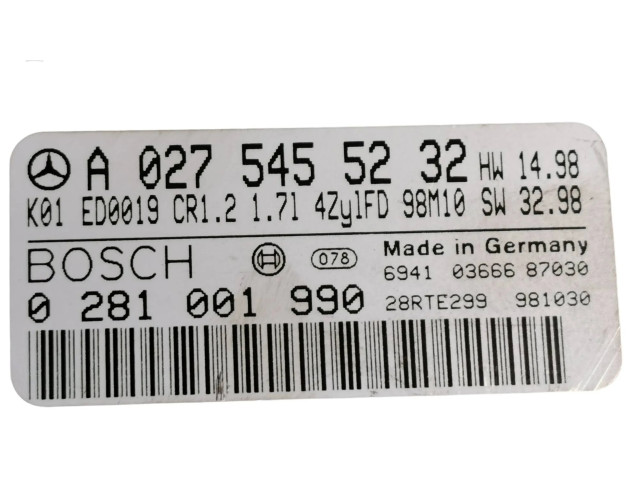 A 027 545 52 32 HW 14.98
K01 ED0019 CR1.2 1.7l 4ZylFD 98M10 SW 32.98
BOSCH 078 Made in Germany
6941 03666 87030
0 281 001 990 28RTE299 981030